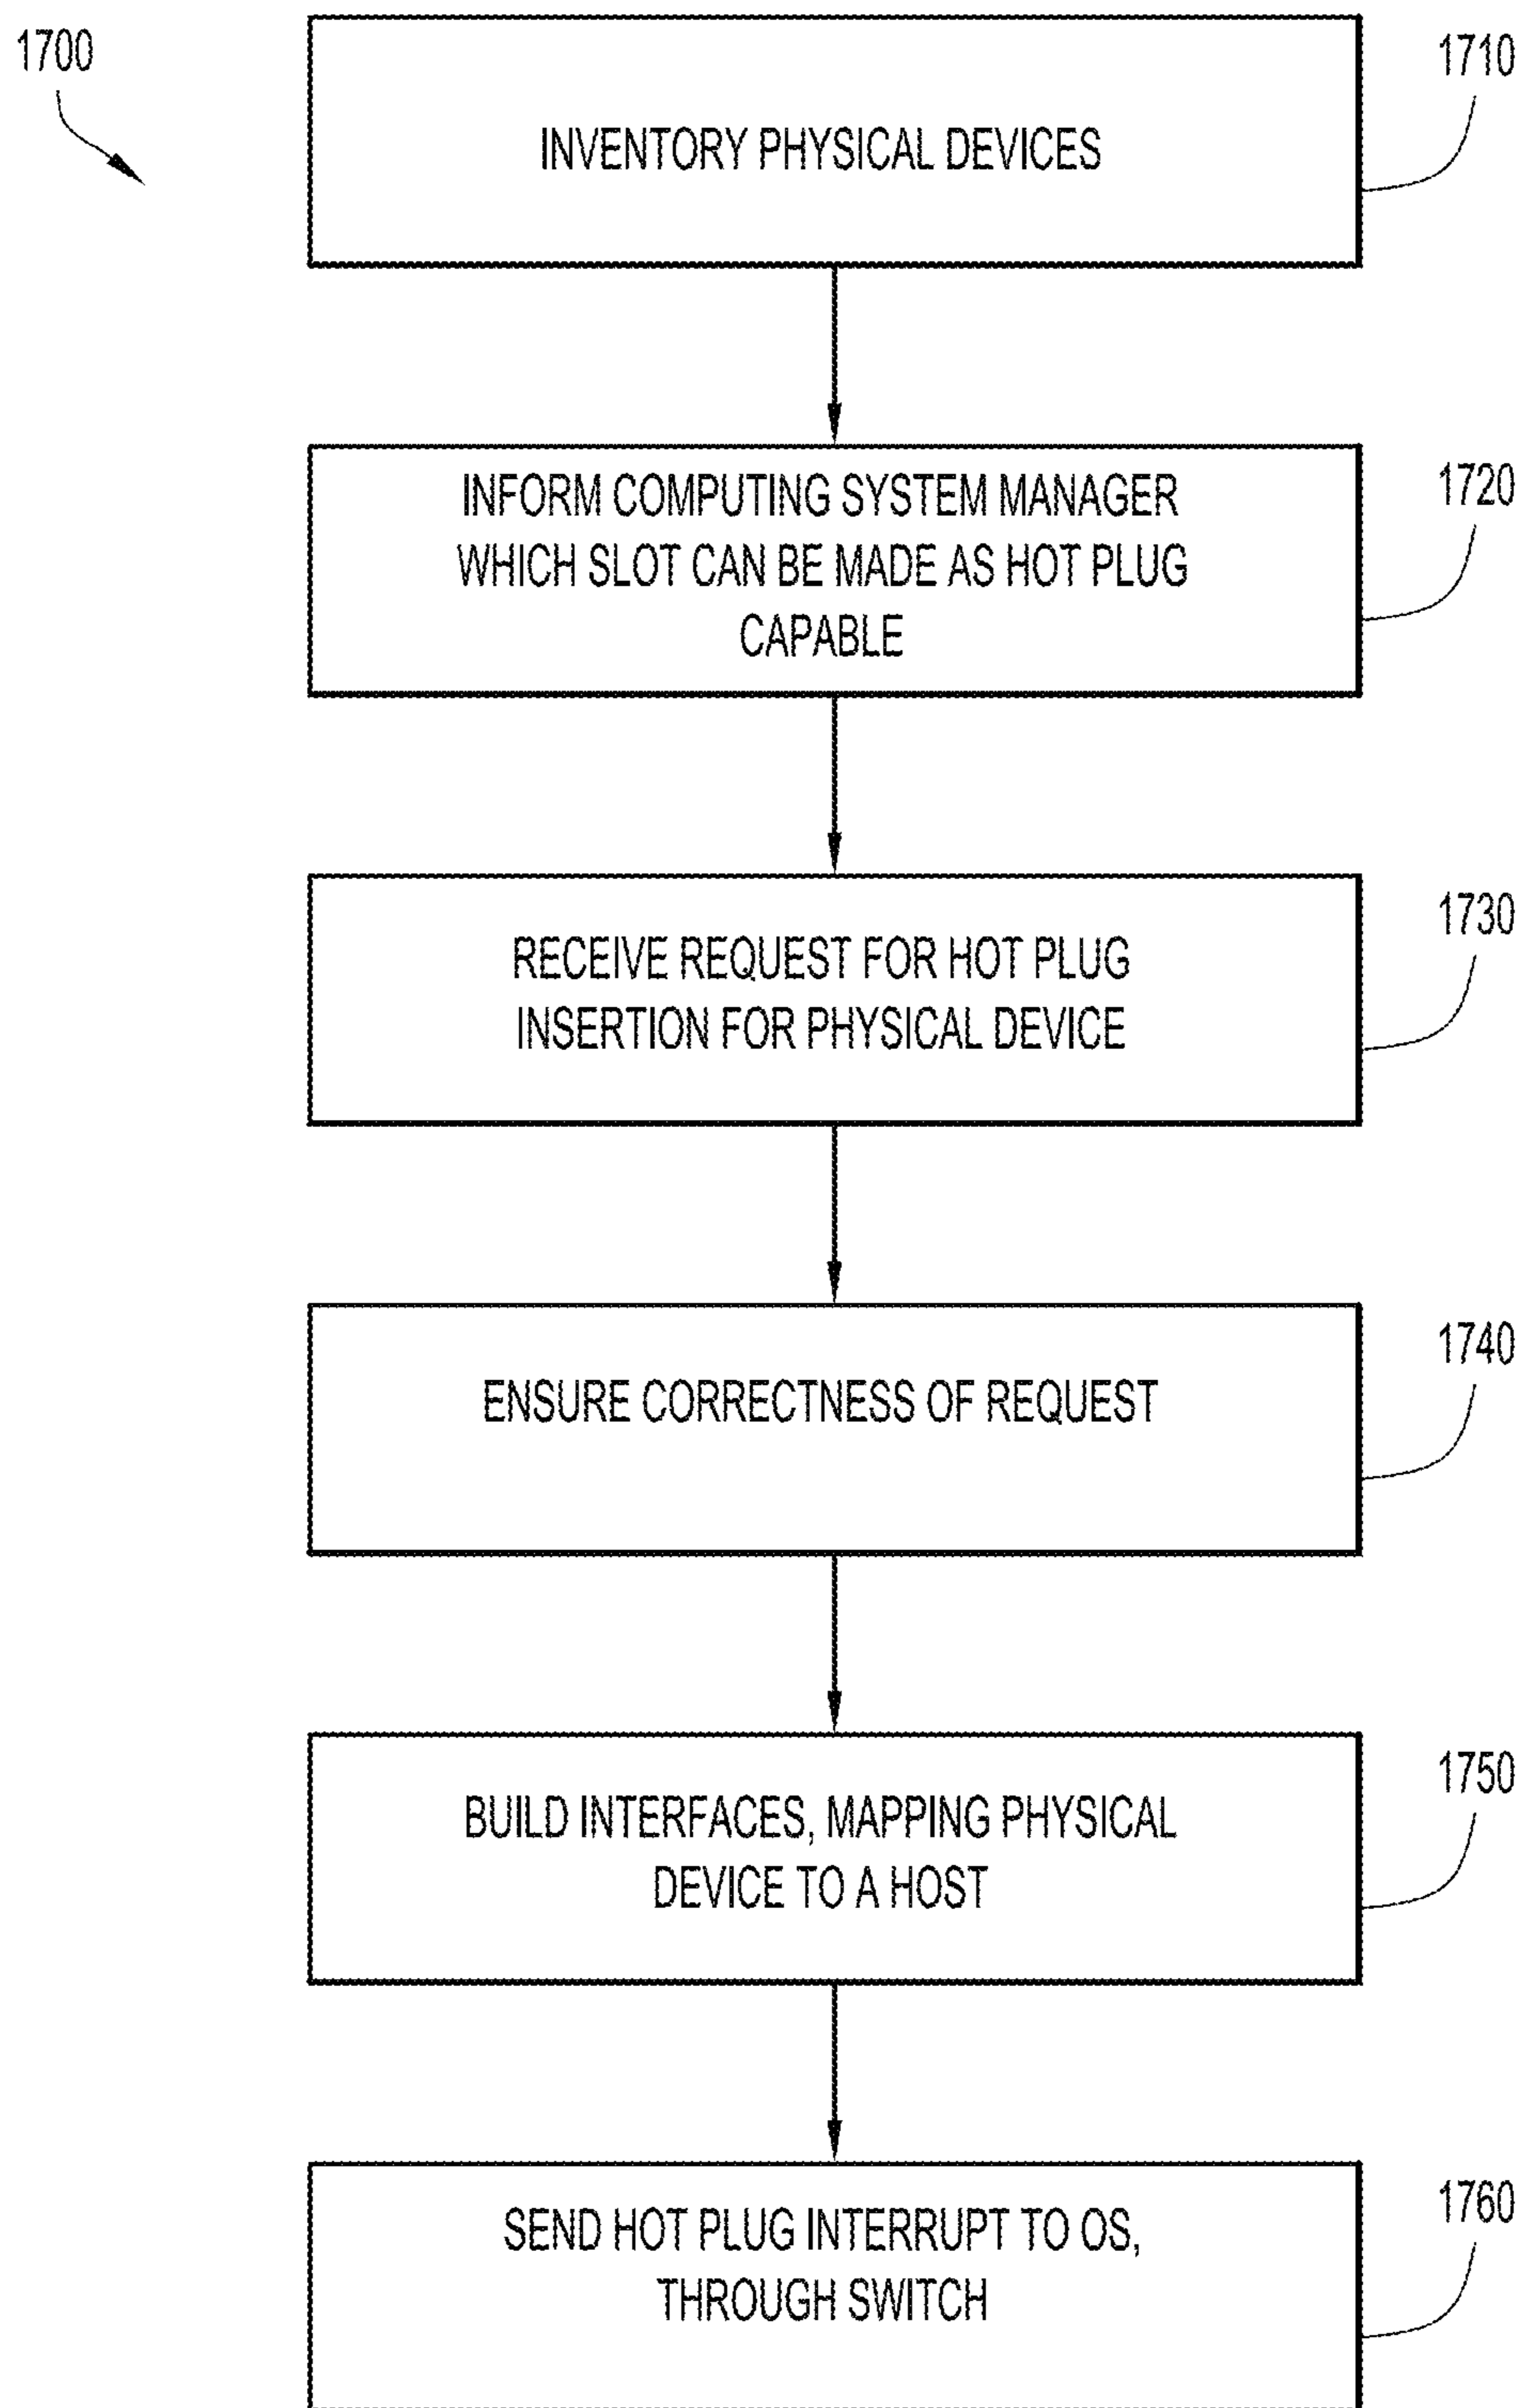 1700
1710
INVENTORY PHYSICAL DEVICES
1720
INFORM COMPUTING SYSTEM MANAGER
WHICH SLOT CAN BE MADE AS HOT PLUG
CAPABLE
1730
RECEIVE REQUEST FOR HOT PLUG
INSERTION FOR PHYSICAL DEVICE
1740
ENSURE CORRECTNESS OF REQUEST
1750
BUILD INTERFACES, MAPPING PHYSICAL
DEVICE TO A HOST
1760
SEND HOT PLUG INTERRUPT TO OS,
THROUGH SWITCH